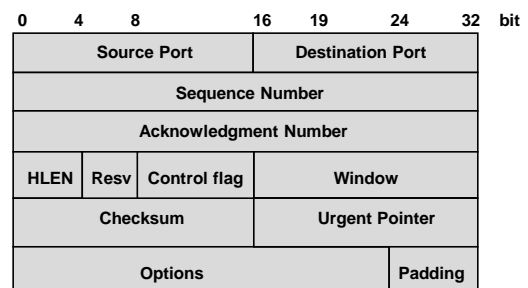 0 4 8 16 19 24 32 bit
Source Port Destination Port
Sequence Number
Acknowledgment Number
HLEN Resv Control flag Window
Checksum Urgent Pointer
Options Padding